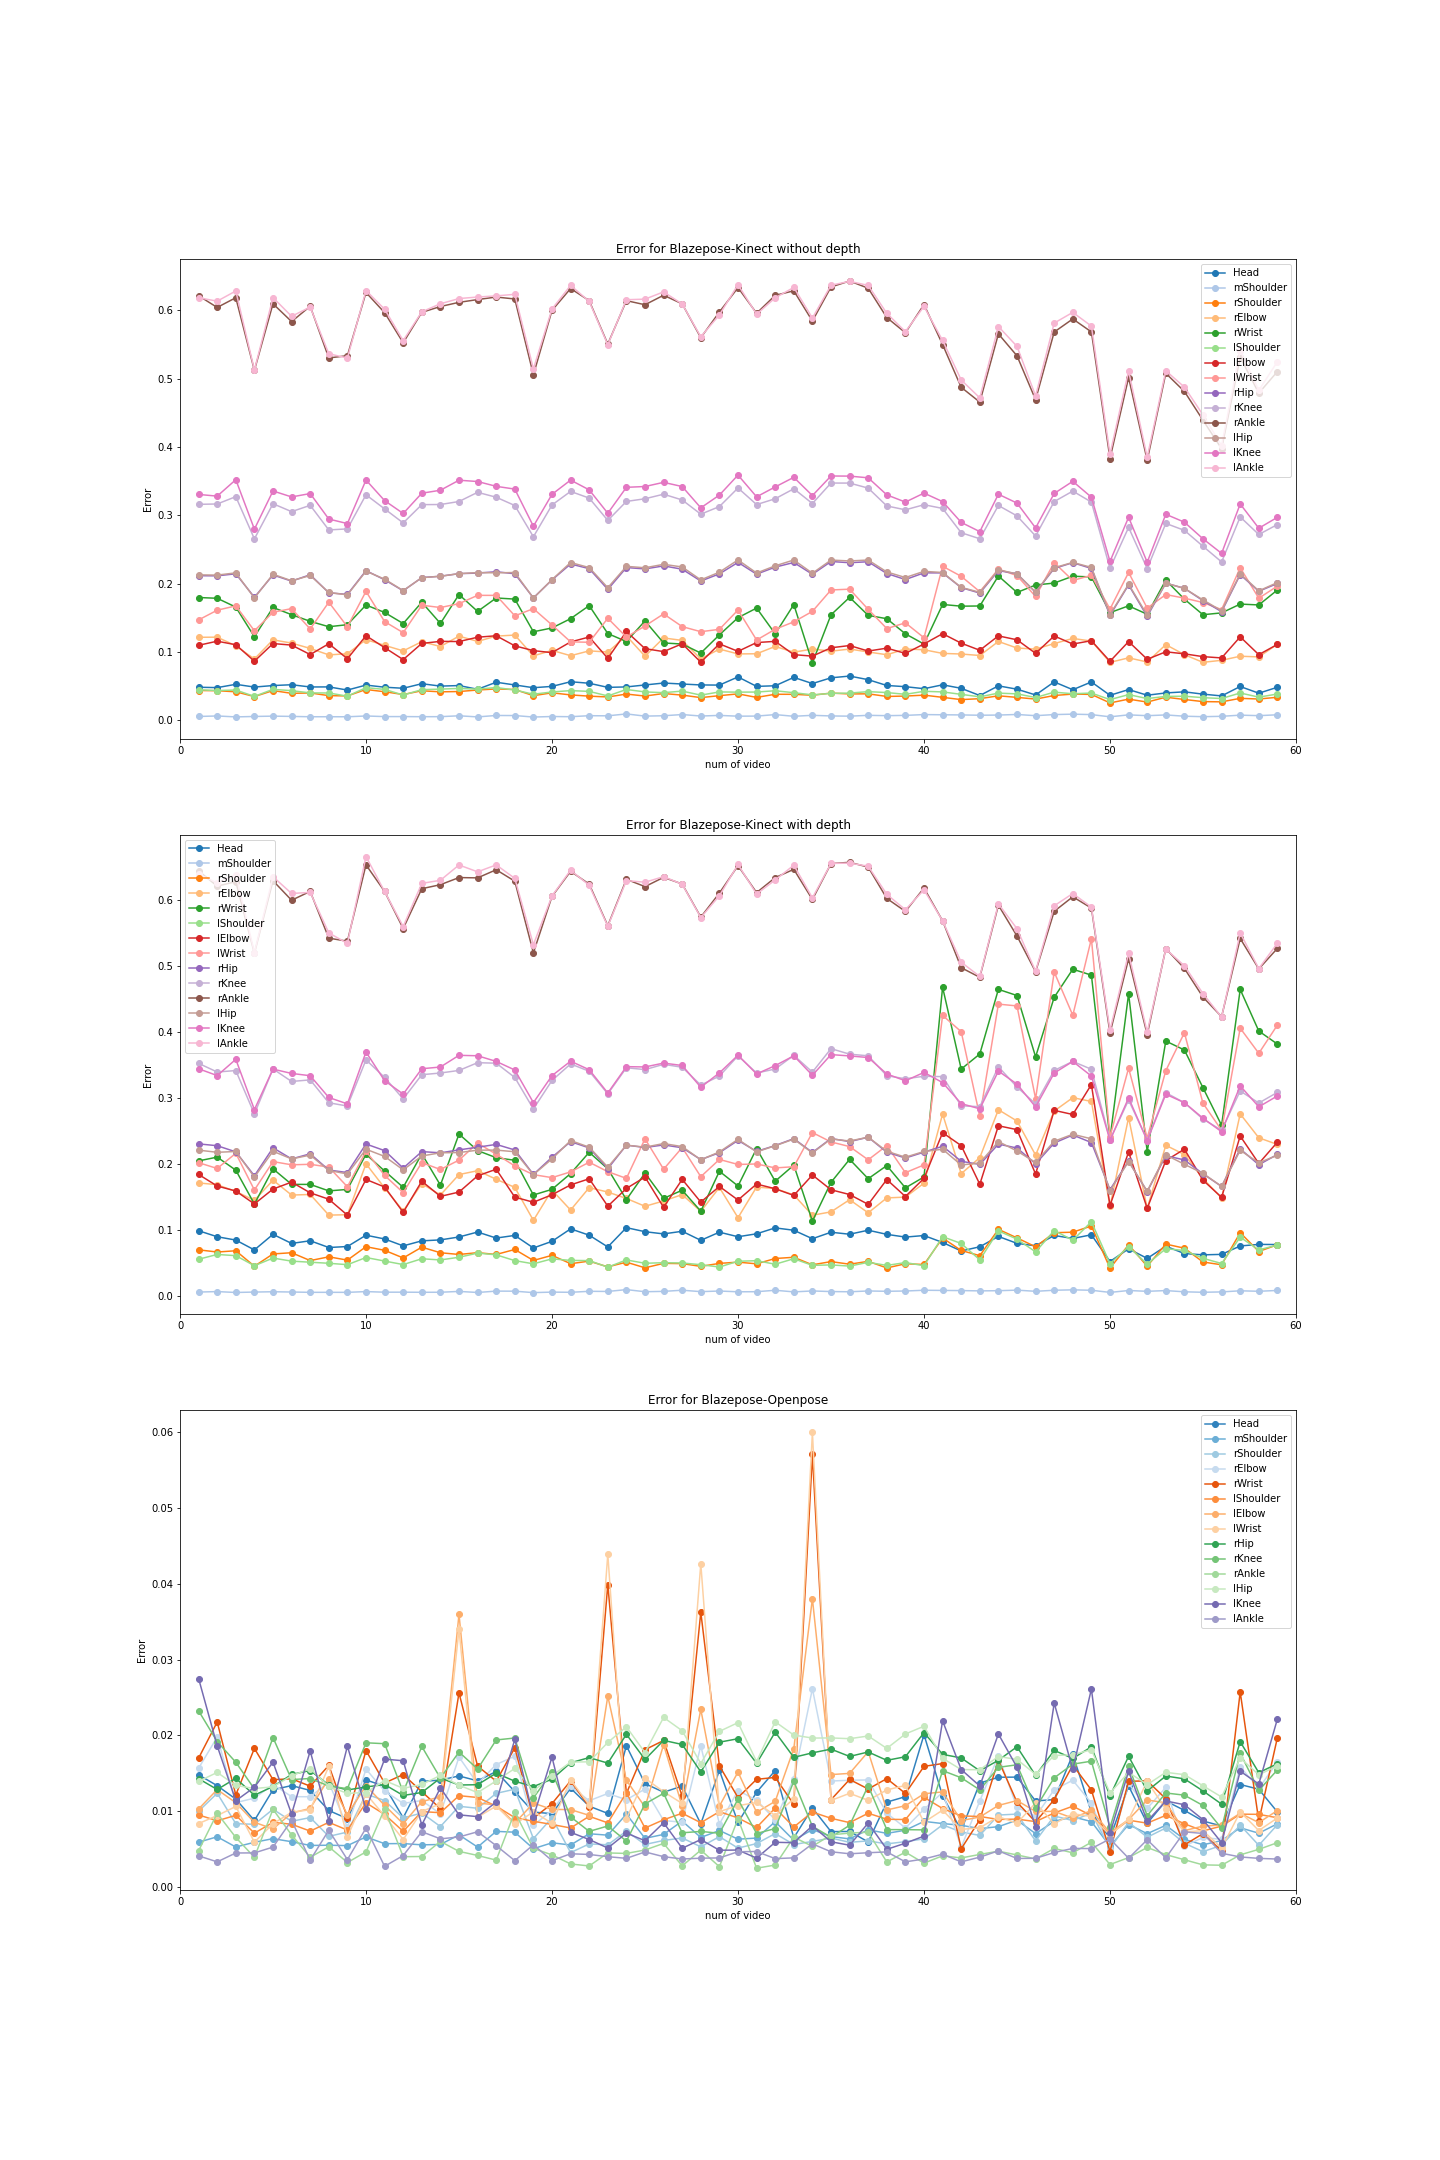 Error for Blazepose-Kinect without depth
Error
0.6
0.5
0.4
0.3
0.2
0.1
0.0
Head
mShoulder
rShoulder
rElbow
rWrist
lShoulder
lElbow
lWrist
rHip
rKnee
rAnkle
lHip
lKnee
lAnkle
0 10 20 30 40 50 60
num of video
Error for Blazepose-Kinect with depth
Error
0.6
0.5
0.4
0.3
0.2
0.1
0.0
Head
mShoulder
rShoulder
rElbow
rWrist
lShoulder
lElbow
lWrist
rHip
rKnee
rAnkle
lHip
lKnee
lAnkle
0 10 20 30 40 50 60
num of video
Error for Blazepose-Openpose
Error
0.06
0.05
0.04
0.03
0.02
0.01
0.00
Head
mShoulder
rShoulder
rElbow
rWrist
lShoulder
lElbow
lWrist
rHip
rKnee
rAnkle
lHip
lKnee
lAnkle
0 10 20 30 40 50 60
num of video